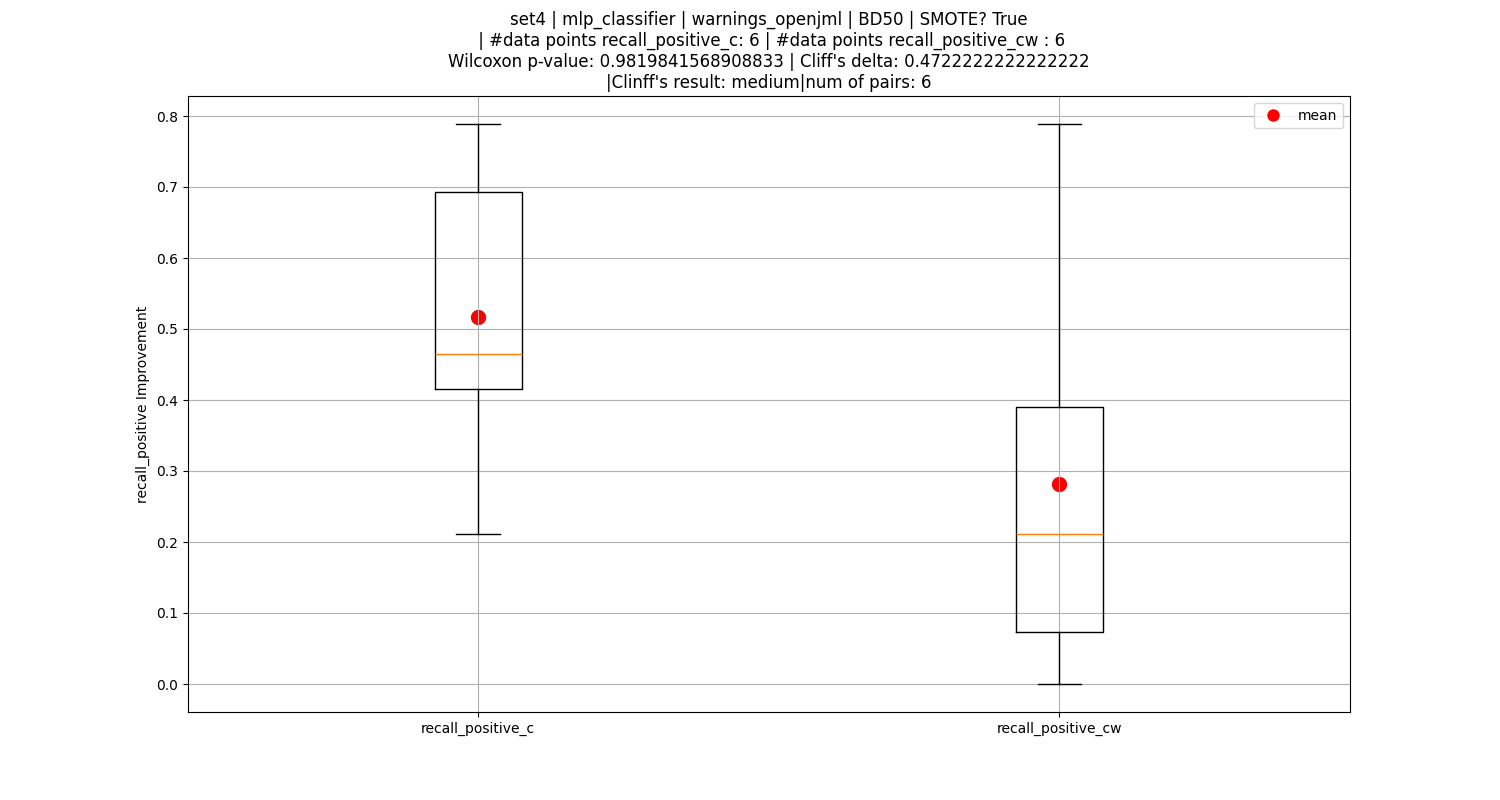 set4 | mlp_classifier | warnings_openjml | BD50 | SMOTE? True
| #data points recall_positive_c: 6 | #data points recall_positive_cw : 6
Wilcoxon p-value: 0.9819841568908833 | Cliff's delta: 0.4722222222222222
|Clinff's result: medium|num of pairs: 6
mean
0.8
0.7
0.6
0.5
0.4
0.3
0.2
0.1
0.0
recall_positive Improvement
recall_positive_c
recall_positive_cw